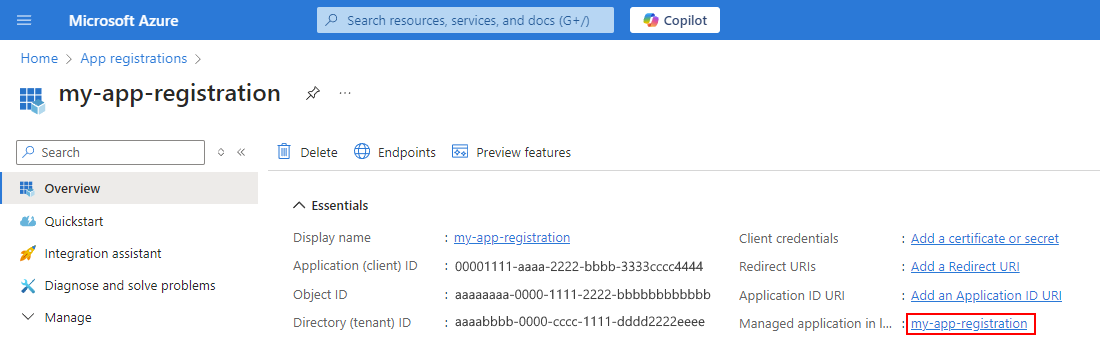 Microsoft Azure
Search resources, services, and docs (G+/)
Copilot
Home > App registrations >
my-app-registration
...
Search
Delete
Endpoints
Preview features
Overview
Quickstart
Integration assistant
Diagnose and solve problems
Manage
Essentials
Display name : my-app-registration
Application (client) ID : 00001111-aaaa-2222-bbbb-3333cccc4444
Object ID : aaaaaaaa-0000-1111-2222-bbbbbbbbbbbb
Directory (tenant) ID : aaaabbbb-0000-cccc-1111-dddd2222eeee
Client credentials : Add a certificate or secret
Redirect URIs : Add a Redirect URI
Application ID URI : Add an Application ID URI
Managed application in l... : my-app-registration